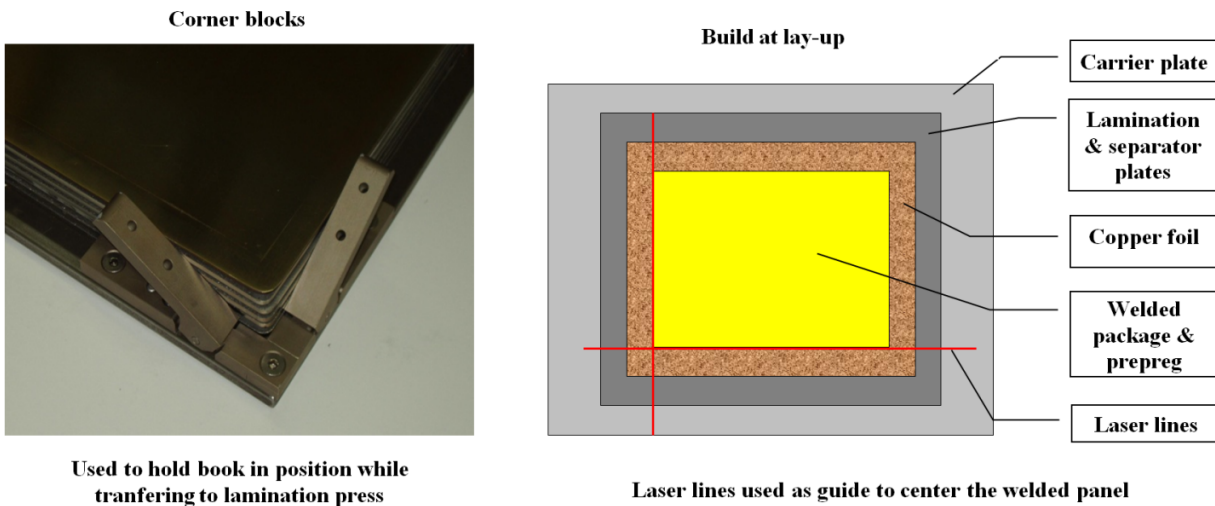 Corner blocks
Used to hold book in position while
tranfering to lamination press
Build at lay-up
Carrier plate
Lamination
& separator
plates
Copper foil
Welded
package &
prepreg
Laser lines
Laser lines used as guide to center the welded panel